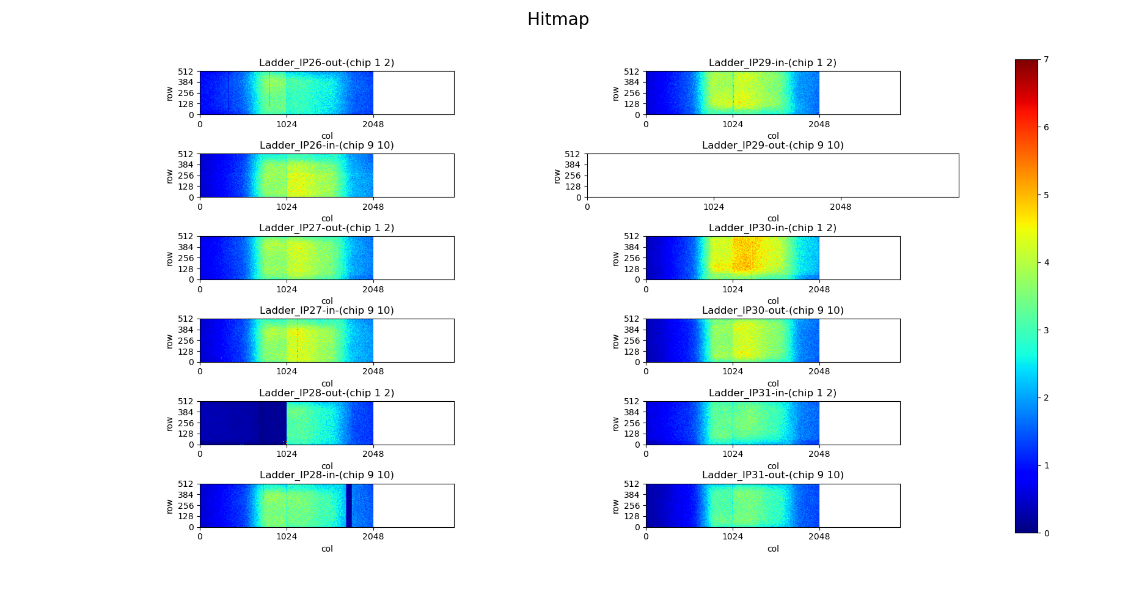 Hitmap
Ladder_IP26-out-(chip 1 2)
512
384
256
128
0
row
0 1024 2048
col
Ladder_IP29-in-(chip 1 2)
512
384
256
128
0
row
0 1024 2048
col
Ladder_IP26-in-(chip 9 10)
512
384
256
128
0
row
0 1024 2048
col
Ladder_IP29-out-(chip 9 10)
512
384
256
128
0
row
0 1024 2048
col
Ladder_IP27-out-(chip 1 2)
512
384
256
128
0
row
0 1024 2048
col
Ladder_IP30-in-(chip 1 2)
512
384
256
128
0
row
0 1024 2048
col
Ladder_IP27-in-(chip 9 10)
512
384
256
128
0
row
0 1024 2048
col
Ladder_IP30-out-(chip 9 10)
512
384
256
128
0
row
0 1024 2048
col
Ladder_IP28-out-(chip 1 2)
512
384
256
128
0
row
0 1024 2048
col
Ladder_IP31-in-(chip 1 2)
512
384
256
128
0
row
0 1024 2048
col
Ladder_IP28-in-(chip 9 10)
512
384
256
128
0
row
0 1024 2048
col
Ladder_IP31-out-(chip 9 10)
512
384
256
128
0
row
0 1024 2048
col
7
6
5
4
3
2
1
0